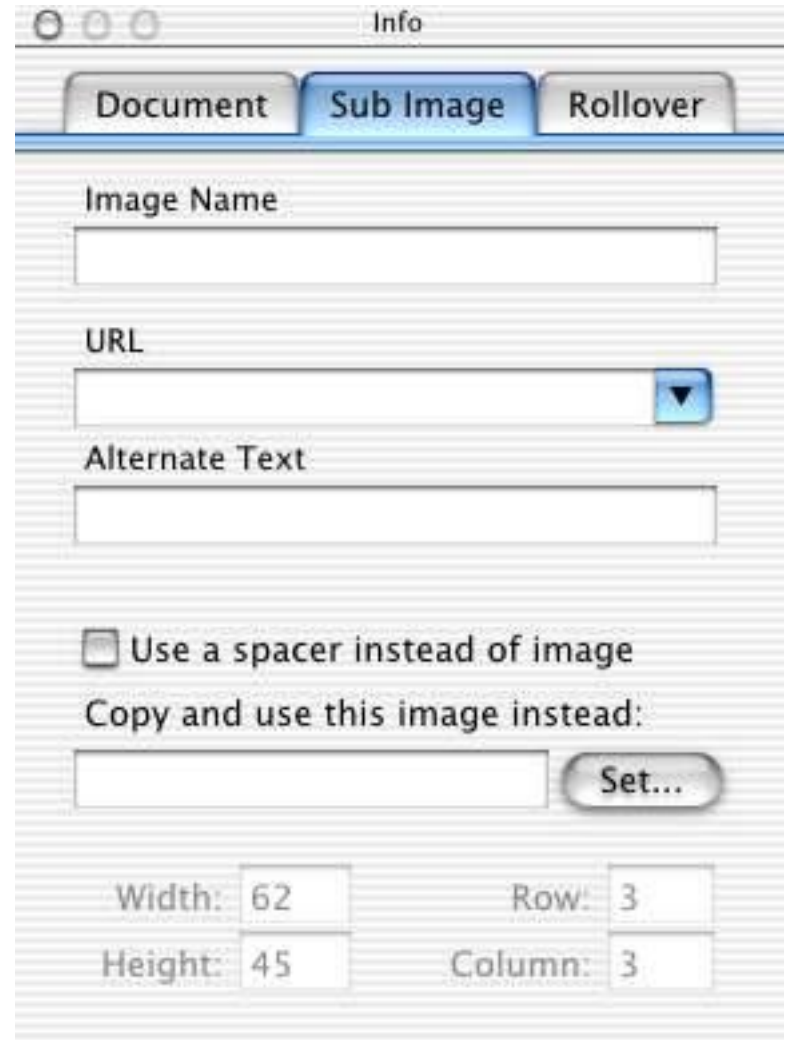 Info
Document Sub Image Rollover
Image Name
URL
Alternate Text
Use a spacer instead of image
Copy and use this image instead:
Set...
Width: 62 Row: 3
Height: 45 Column: 3